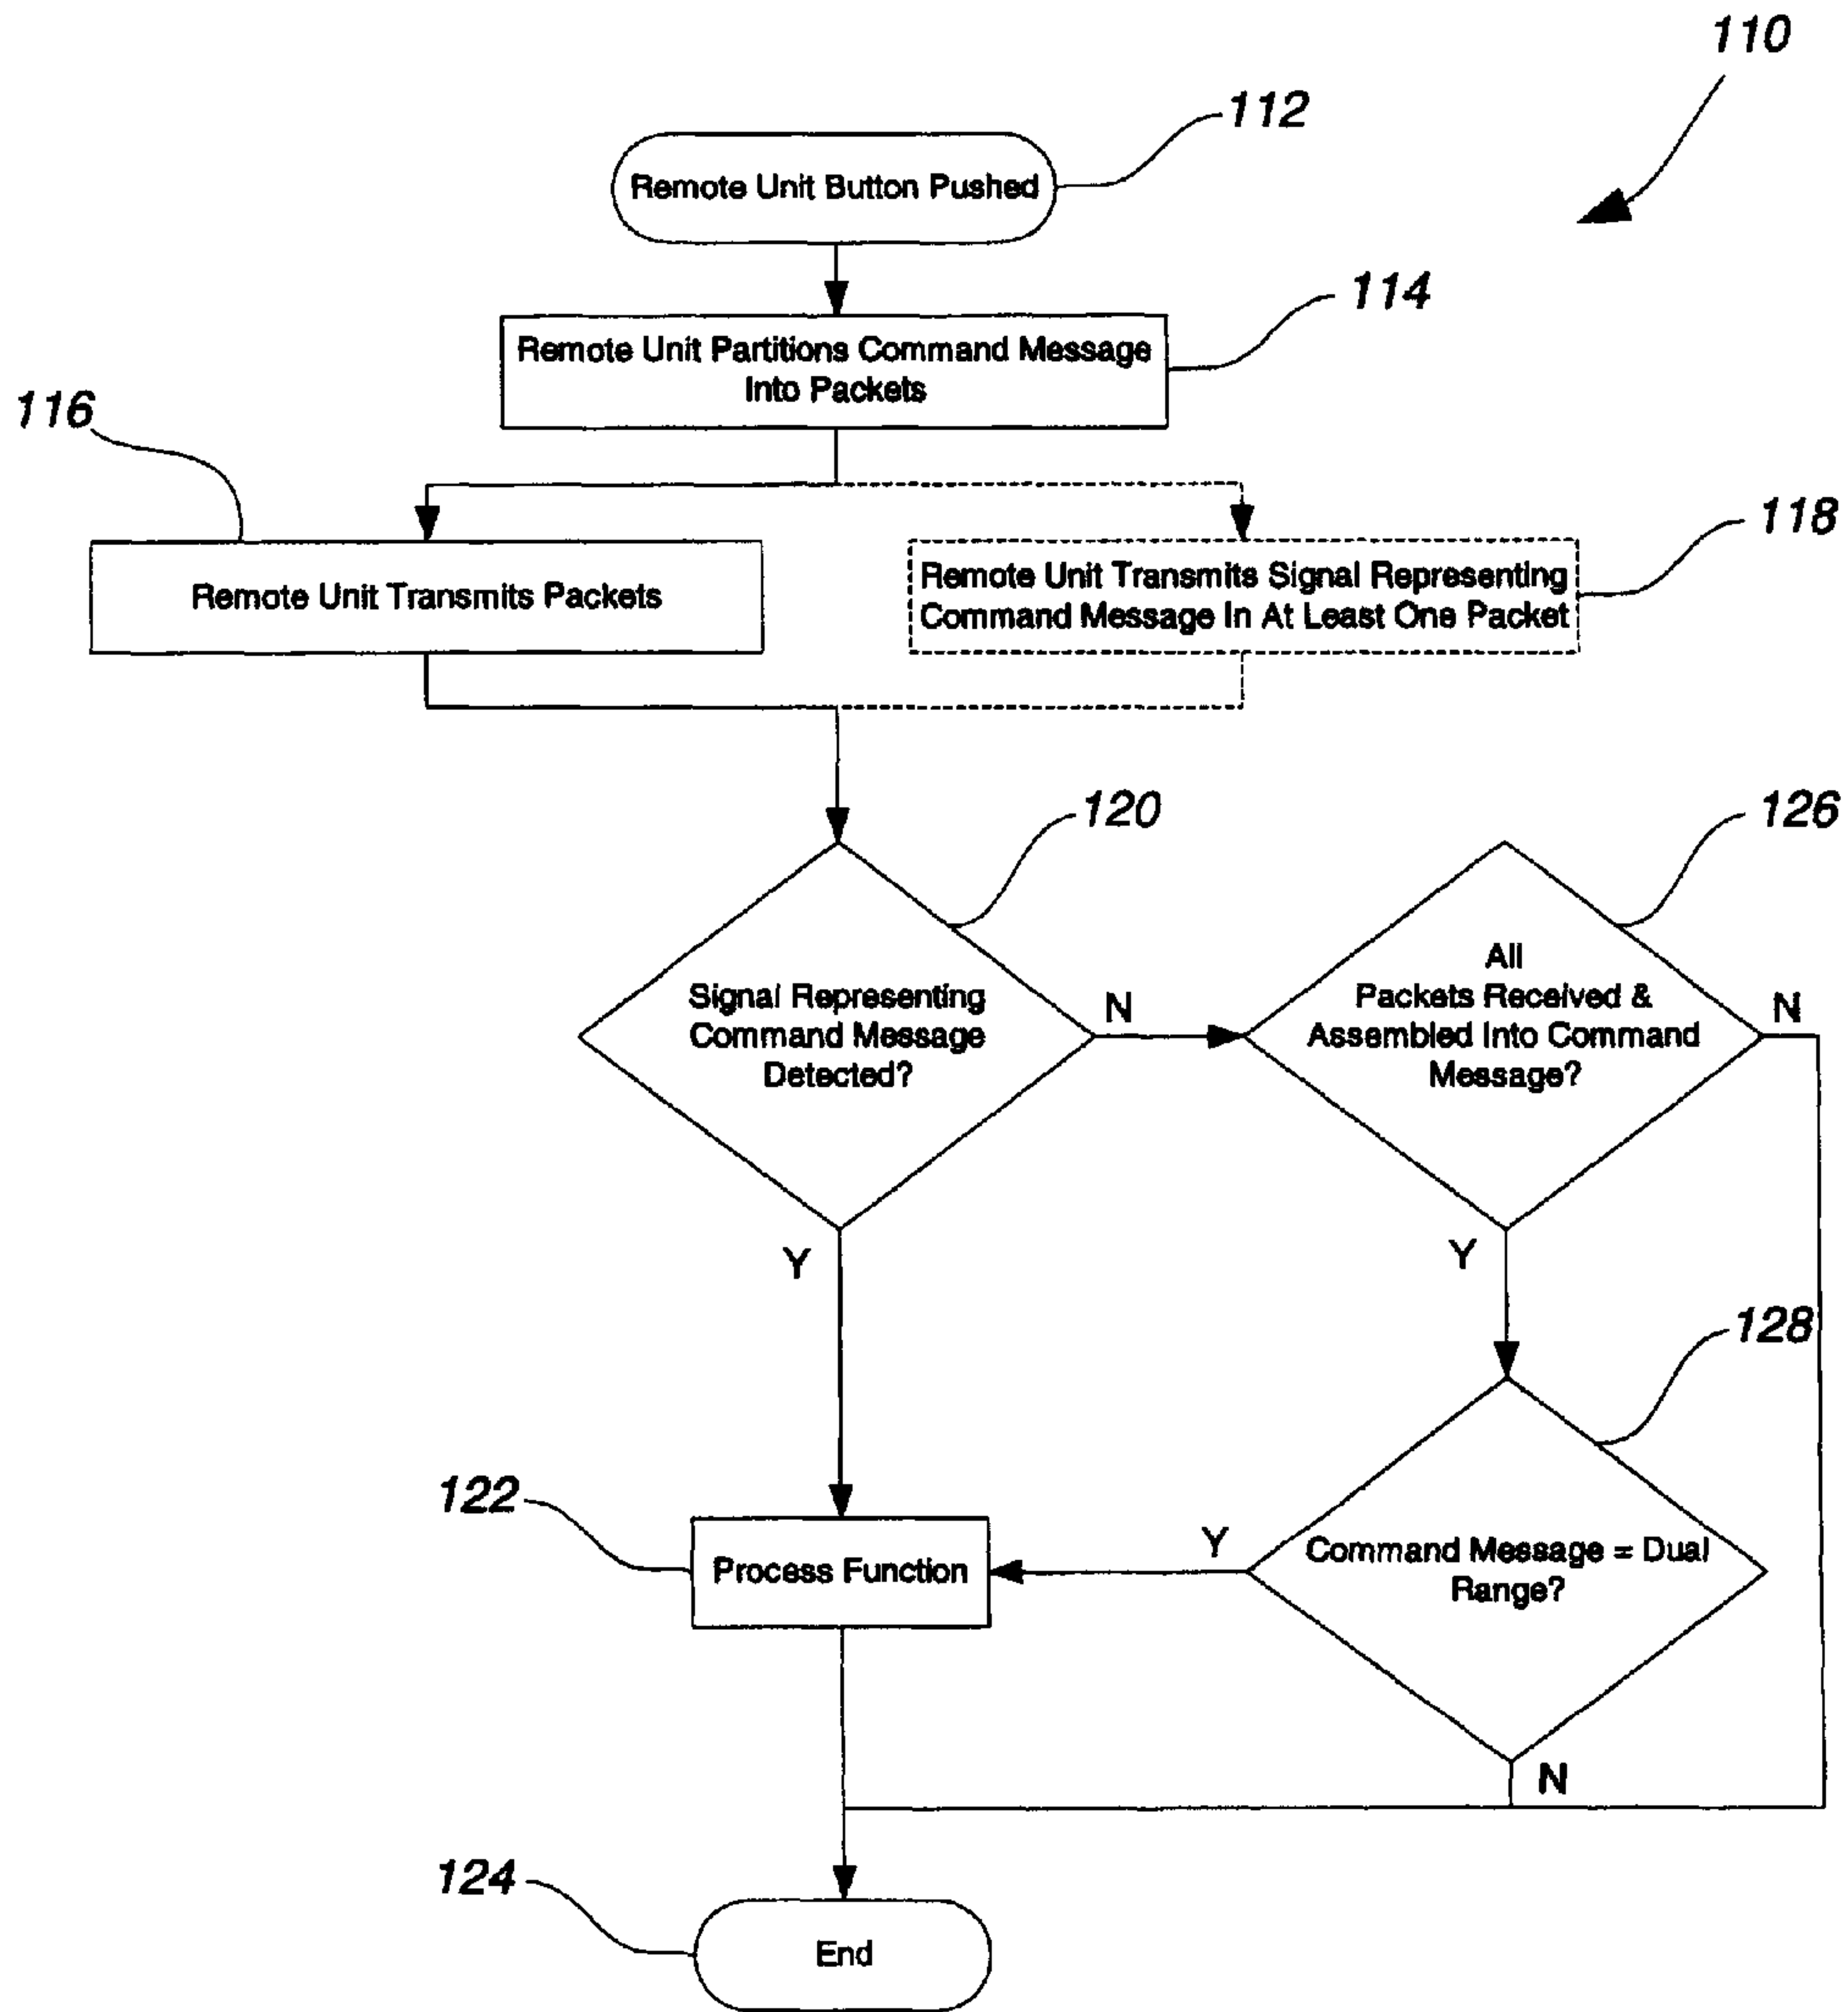 110
112
Remote Unit Button Pushed
114
Remote Unit Partitions Command Message
Into Packets
116
118
Remote Unit Transmits Packets
Remote Unit Transmits Signal Representing
Command Message In At Least One Packet
120
126
Signal Representing
Command Message
Detected?
N
All
Packets Received &
Assembled Into Command
Message?
N
Y
Y
128
122
Process Function
Y
Command Message = Dual
Range?
N
124
End